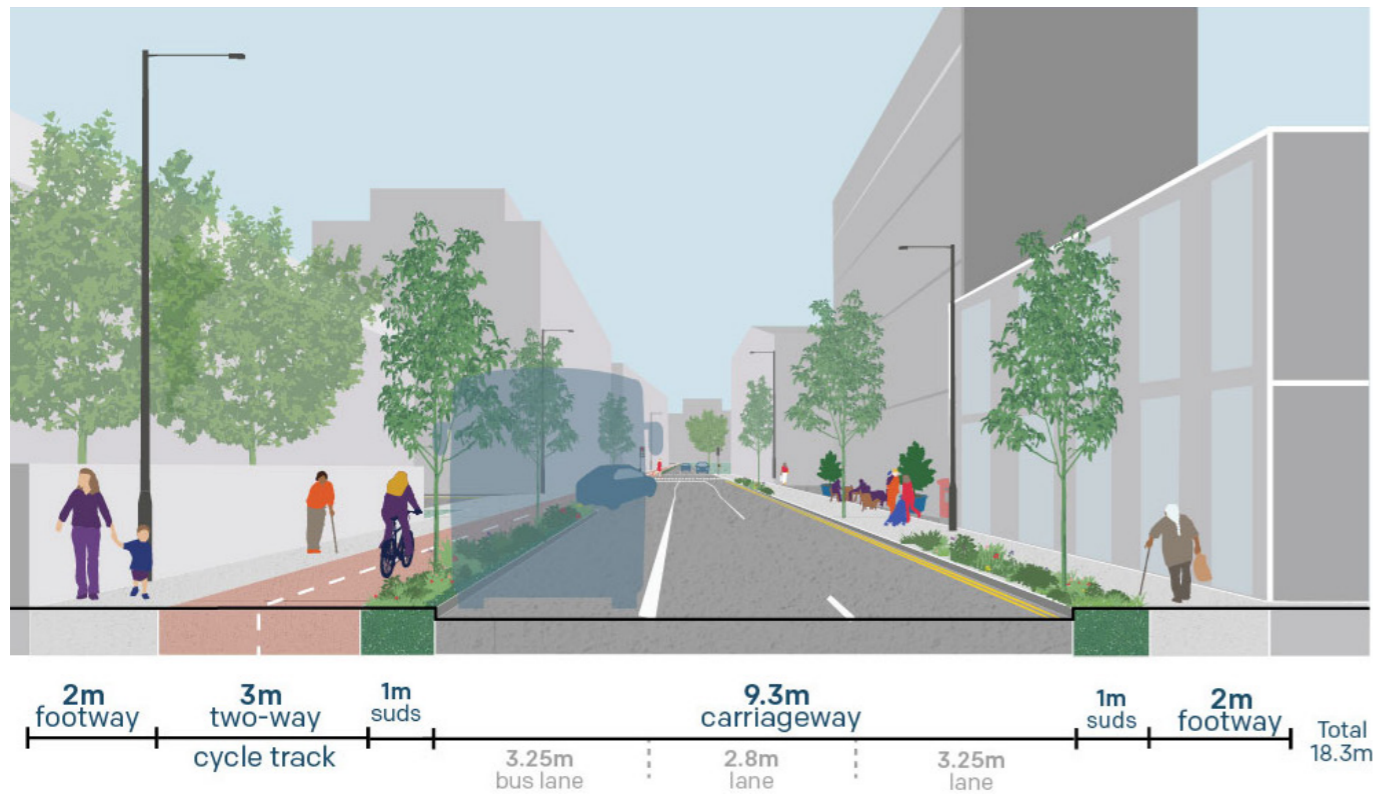 2m
footway
3m
two-way
cycle track
1m
suds
9.3m
carriageway
3.25m
bus lane
2.8m
lane
3.25m
lane
1m
suds
2m
footway
Total
18.3m